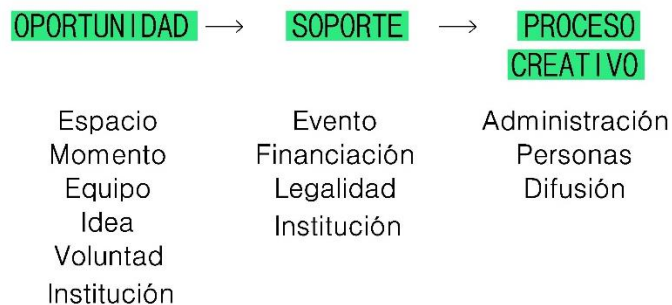 OPORTUNIDAD → SOPORTE → PROCESO CREATIVO
Espacio
Momento
Equipo
Idea
Voluntad
Institución
Evento
Financiación
Legalidad
Institución
Administración
Personas
Difusión